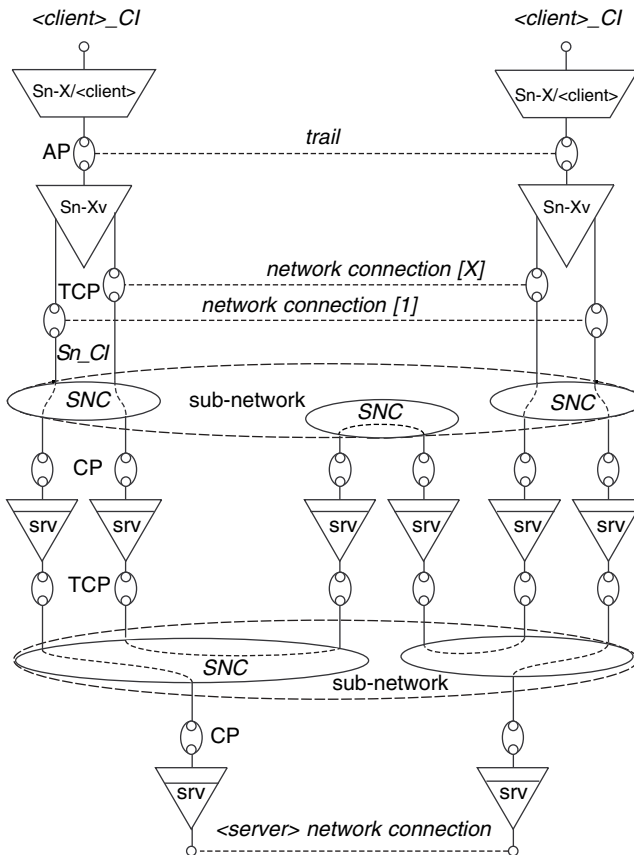 <client>_CI <client>_CI
Sn-X/<client> Sn-X/<client>
AP trail
Sn-Xv Sn-Xv
network connection [X]
TCP
network connection [1]
Sn_CI
SNC sub-network SNC SNC
CP
srv srv srv srv srv srv
TCP
SNC
sub-network
CP
srv srv
<server> network connection